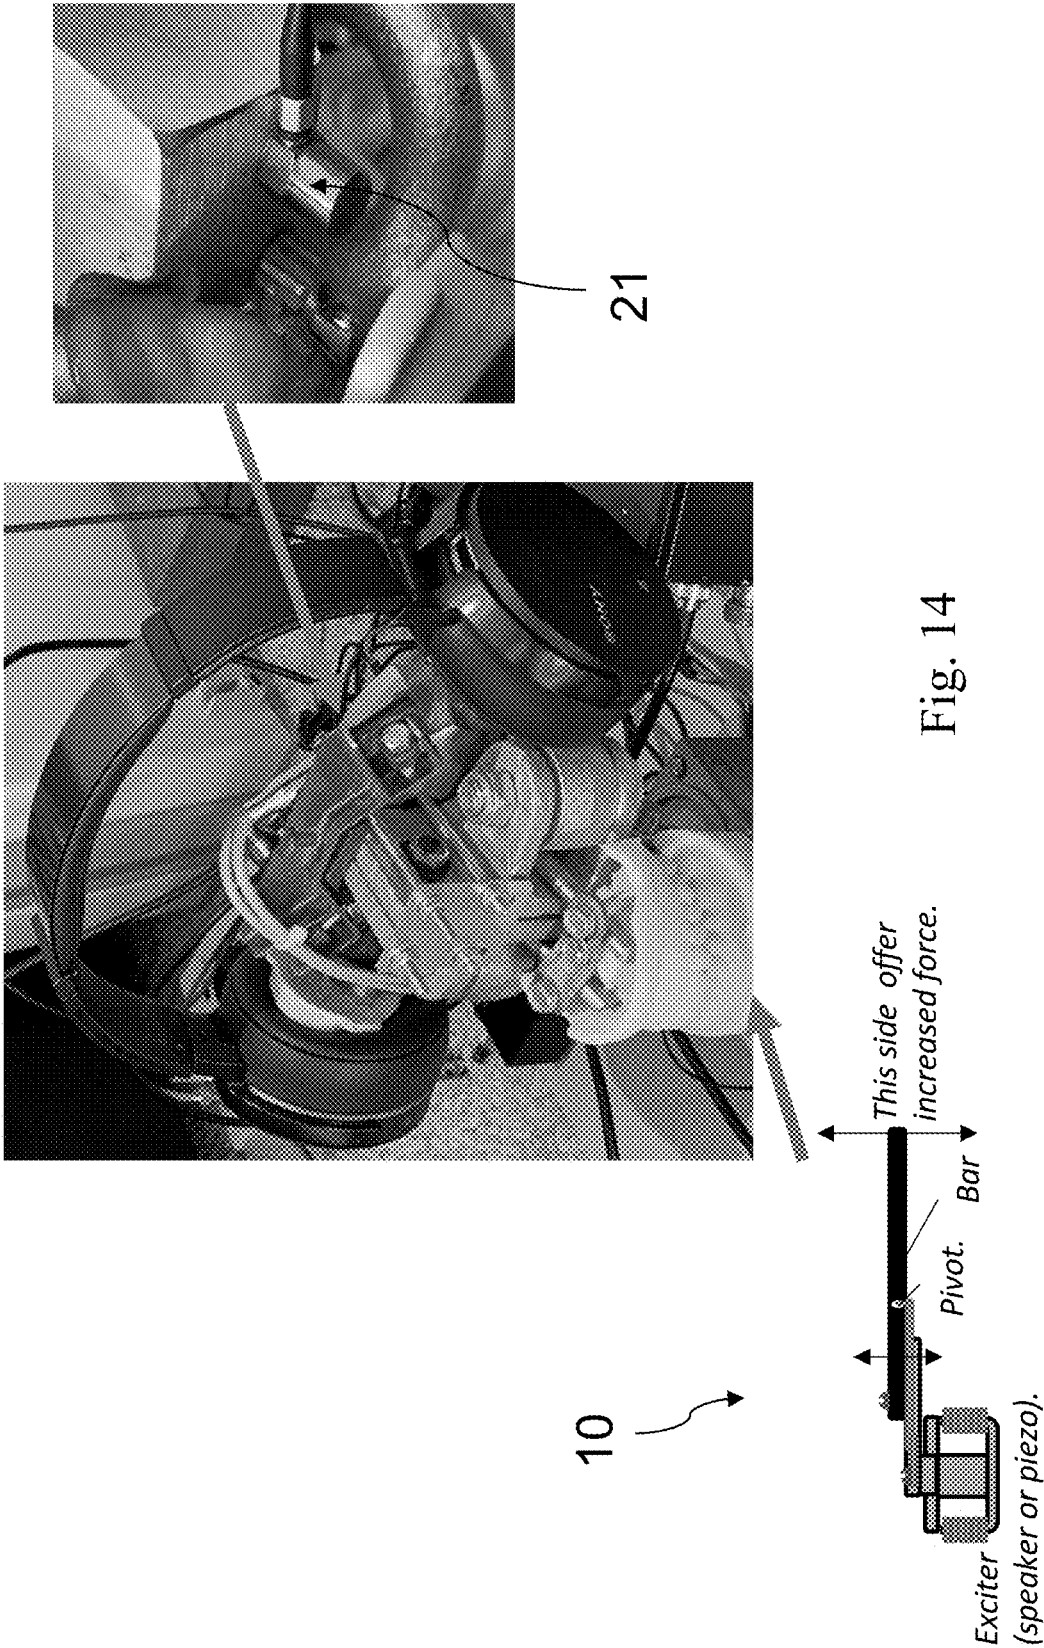 21
10
This side offer
increased force.
Bar
Pivot.
Exciter
(speaker or piezo).
Fig. 14